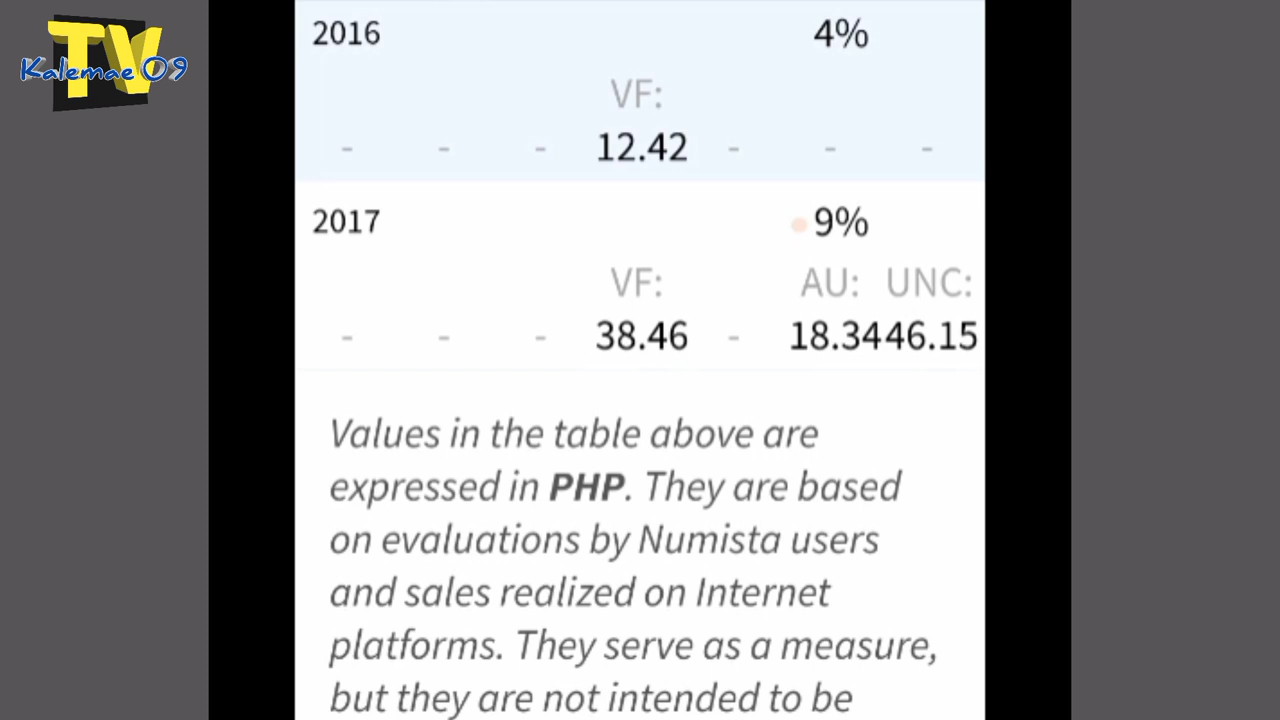 TV
Kalemae 09
2016 4%
VF:
- - - 12.42 - - -
2017 9%
VF: AU: UNC:
- - - 38.46 - 18.34 46.15
Values in the table above are
expressed in PHP. They are based
on evaluations by Numista users
and sales realized on Internet
platforms. They serve as a measure,
but they are not intended to be